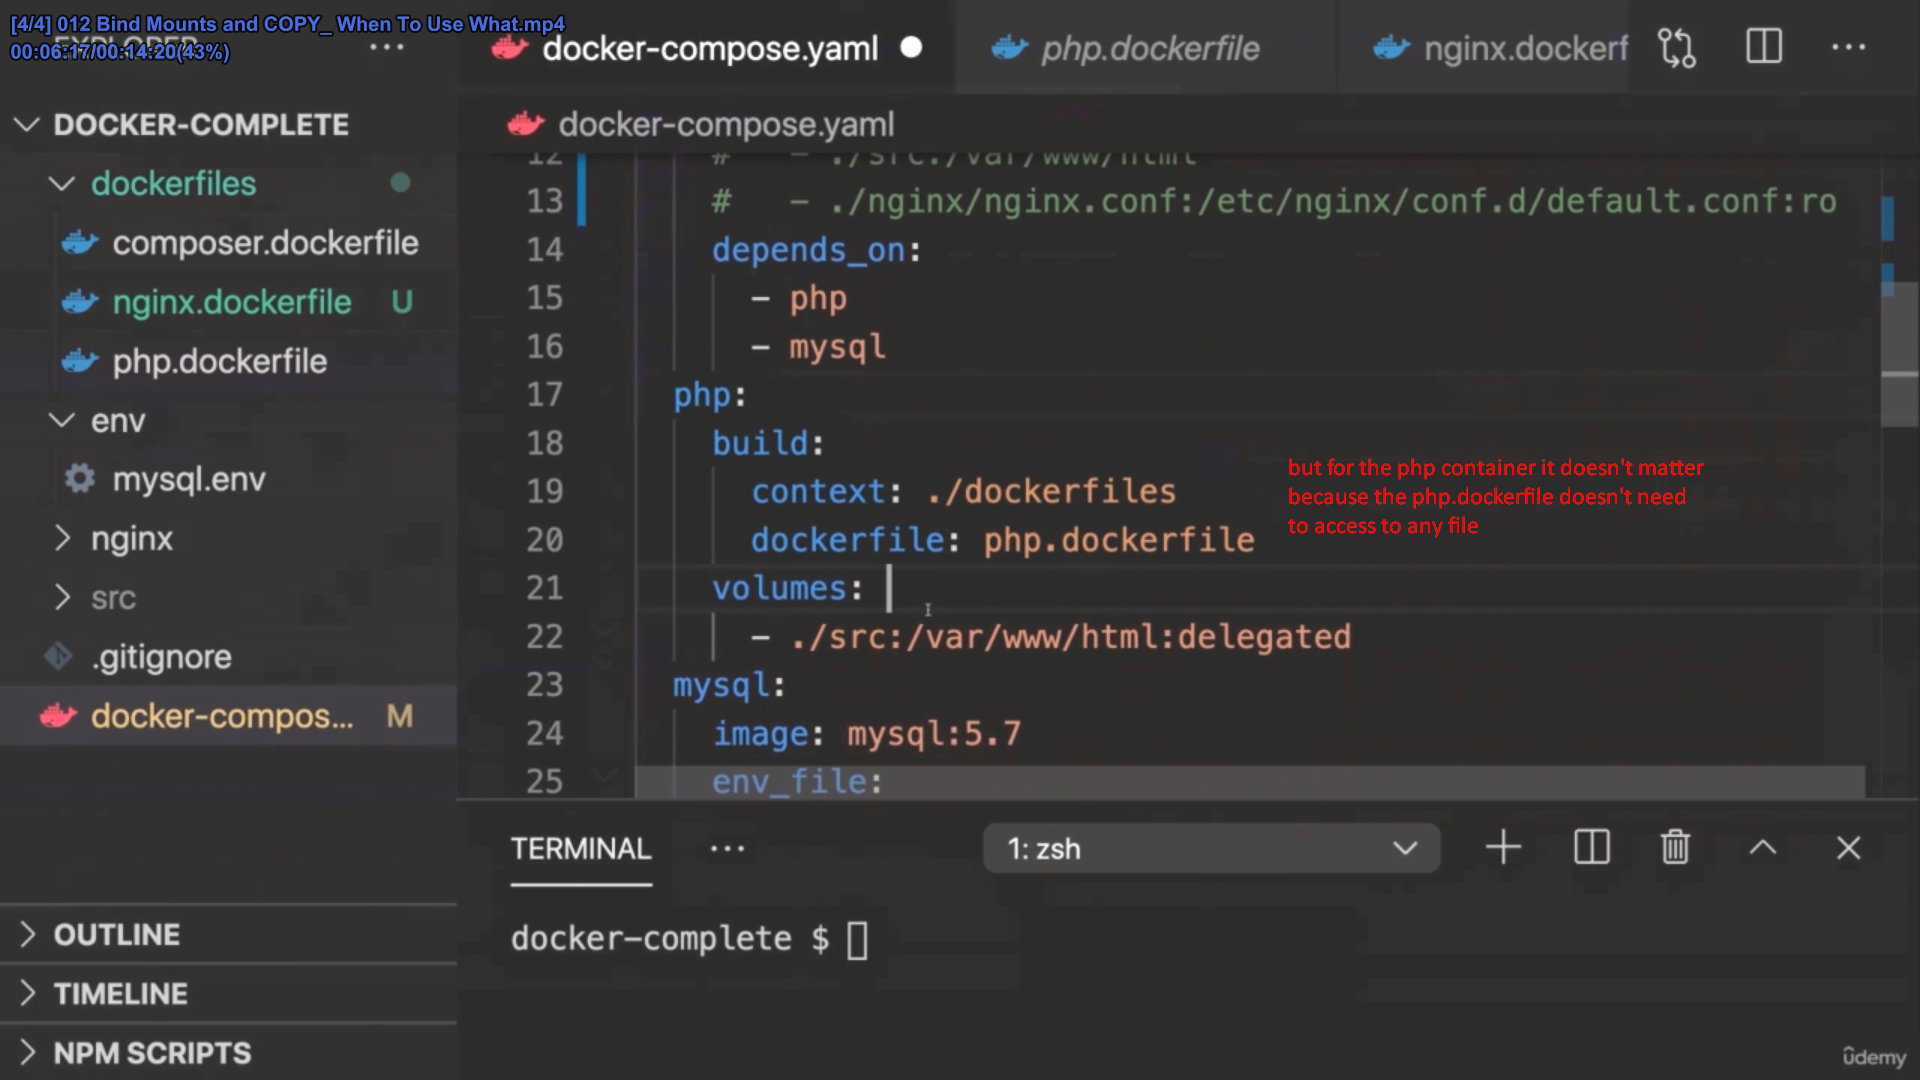 [4/4] 012 Bind Mounts and COPY_ When To Use What.mp4
00:06:17/00:14:20(43%)
EXPLORER
docker-compose.yaml
php.dockerfile
nginx.dockerf
DOCKER-COMPLETE
dockerfiles
composer.dockerfile
nginx.dockerfile U
php.dockerfile
env
mysql.env
nginx
src
.gitignore
docker-compos... M
OUTLINE
TIMELINE
NPM SCRIPTS
docker-compose.yaml
12 # - ./src:/var/www/html
13 # - ./nginx/nginx.conf:/etc/nginx/conf.d/default.conf:ro
14 depends_on:
15 - php
16 - mysql
17 php:
18 build:
19 context: ./dockerfiles
20 dockerfile: php.dockerfile
21 volumes:
22 - ./src:/var/www/html:delegated
23 mysql:
24 image: mysql:5.7
25 env_file:
but for the php container it doesn't matter
because the php.dockerfile doesn't need
to access to any file
TERMINAL
1: zsh
docker-complete $
ûdemy